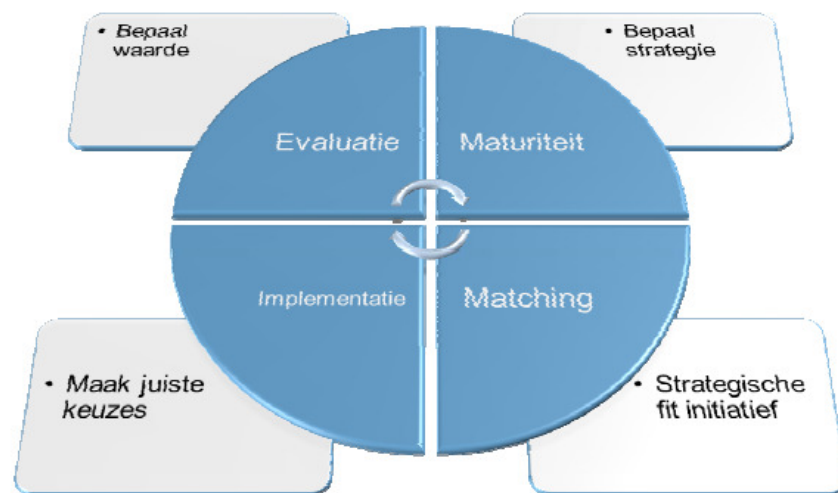 • Bepaal
waarde
• Bepaal
strategie
Evaluatie
Maturiteit
Implementatie
Matching
• Maak juiste
keuzes
• Strategische
fit initiatief